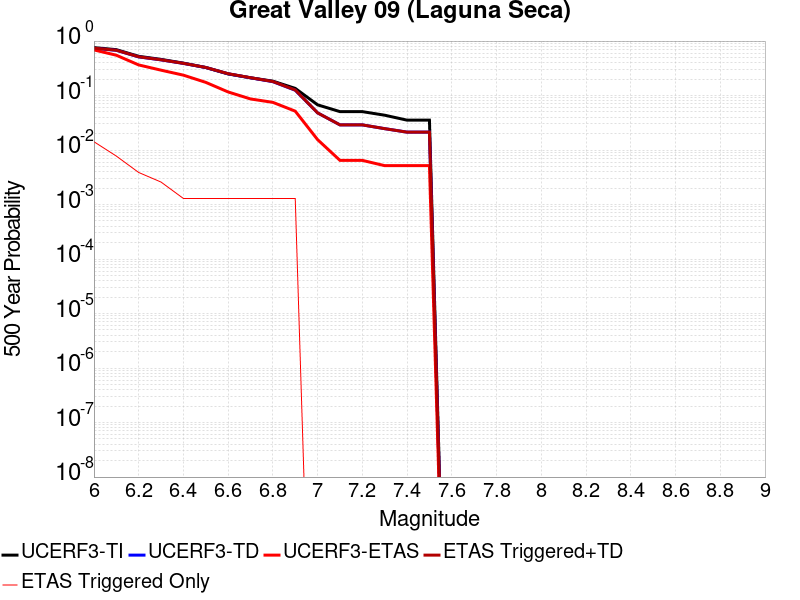 Great Valley 09 (Laguna Seca)
10^0
10^-1
10^-2
10^-3
10^-4
10^-5
10^-6
10^-7
10^-8
500 Year Probability
6 6.2 6.4 6.6 6.8 7 7.2 7.4 7.6 7.8 8 8.2 8.4 8.6 8.8 9
Magnitude
UCERF3-TI UCERF3-TD UCERF3-ETAS ETAS Triggered+TD
ETAS Triggered Only